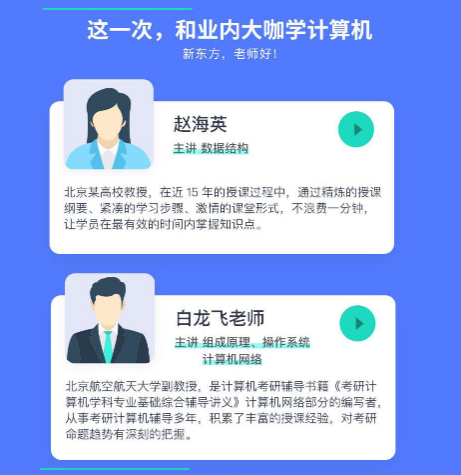 这一次，和业内大咖学计算机
新东方，老师好！
赵海英
主讲 数据结构
北京某高校教授，在近 15 年的授课过程中，通过精炼的授课
纲要、紧凑的学习步骤、激情的课堂形式，不浪费一分钟，
让学员在最有效的时间内掌握知识点。
白龙飞老师
主讲 组成原理、操作系统
计算机网络
北京航空航天大学副教授，是计算机考研辅导书籍《考研计
算机学科专业基础综合辅导讲义》计算机网络部分的编写者，
从事考研计算机辅导多年，积累了丰富的授课经验，对考研
命题趋势有深刻的把握。